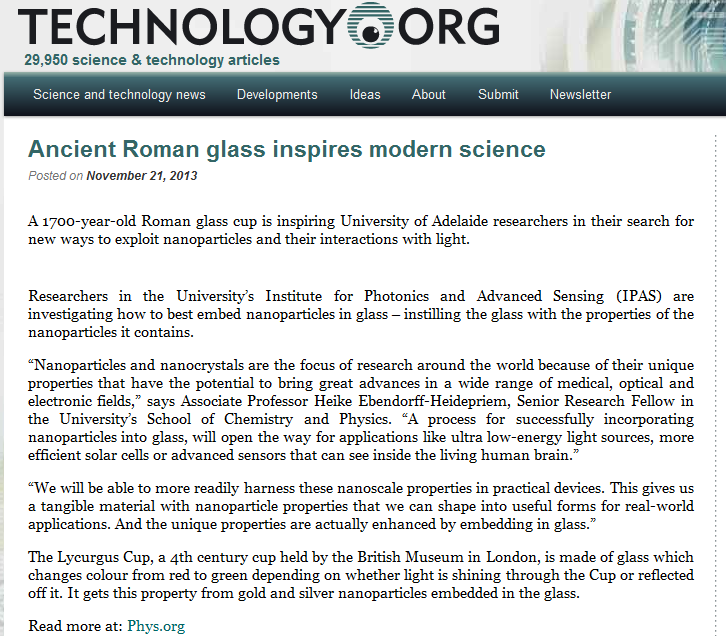 TECHNOLOGY ORG
29,950 science & technology articles
Science and technology news Developments Ideas About Submit Newsletter
Ancient Roman glass inspires modern science
Posted on November 21, 2013
A 1700-year-old Roman glass cup is inspiring University of Adelaide researchers in their search for
new ways to exploit nanoparticles and their interactions with light.
Researchers in the University’s Institute for Photonics and Advanced Sensing (IPAS) are
investigating how to best embed nanoparticles in glass – instilling the glass with the properties of the
nanoparticles it contains.
“Nanoparticles and nanocrystals are the focus of research around the world because of their unique
properties that have the potential to bring great advances in a wide range of medical, optical and
electronic fields,” says Associate Professor Heike Ebendorff-Heidepriem, Senior Research Fellow in
the University’s School of Chemistry and Physics. “A process for successfully incorporating
nanoparticles into glass, will open the way for applications like ultra low-energy light sources, more
efficient solar cells or advanced sensors that can see inside the living human brain.”
“We will be able to more readily harness these nanoscale properties in practical devices. This gives us
a tangible material with nanoparticle properties that we can shape into useful forms for real-world
applications. And the unique properties are actually enhanced by embedding in glass.”
The Lycurgus Cup, a 4th century cup held by the British Museum in London, is made of glass which
changes colour from red to green depending on whether light is shining through the Cup or reflected
off it. It gets this property from gold and silver nanoparticles embedded in the glass.
Read more at: Phys.org